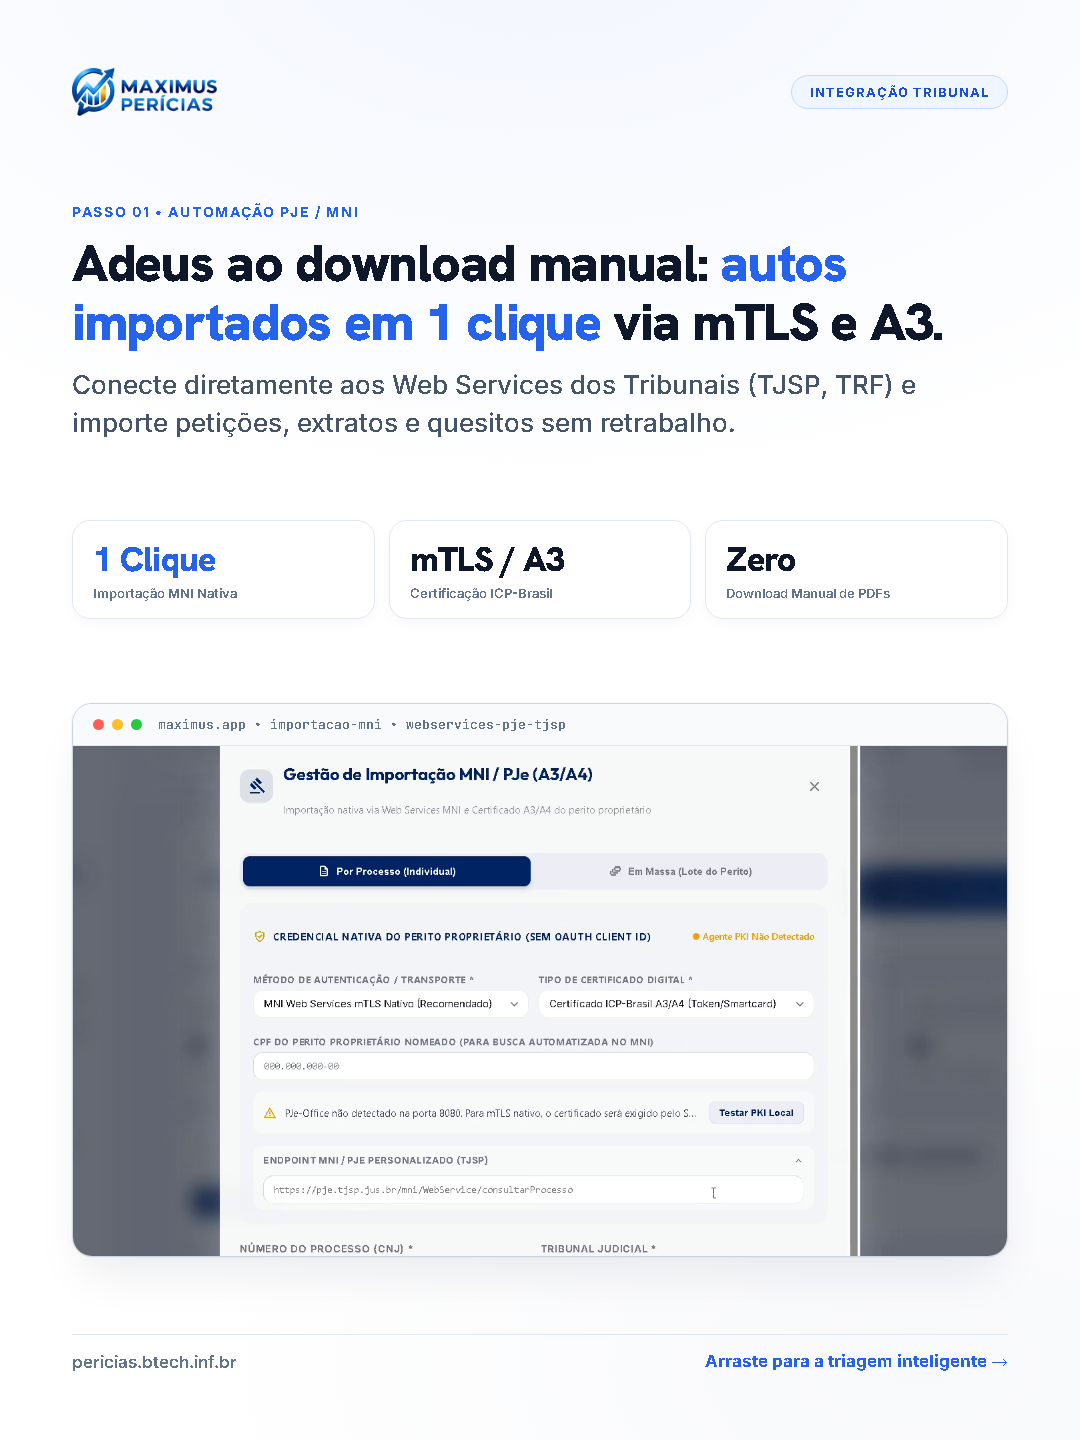 MAXIMUS
PERÍCIAS
INTEGRAÇÃO TRIBUNAL
PASSO 01 • AUTOMAÇÃO PJE / MNI
Adeus ao download manual: autos
importados em 1 clique via mTLS e A3.
Conecte diretamente aos Web Services dos Tribunais (TJSP, TRF) e
importe petições, extratos e quesitos sem retrabalho.
1 Clique
Importação MNI Nativa
mTLS / A3
Certificação ICP-Brasil
Zero
Download Manual de PDFs
maximus.app • importacao-mni • webservices-pje-tjsp
Gestão de Importação MNI / PJe (A3/A4)
Importação nativa via Web Services MNI e Certificado A3/A4 do perito proprietário
Por Processo (Individual)
Em Massa (Lote do Perito)
CREDENCIAL NATIVA DO PERITO PROPRIETÁRIO (SEM OAUTH CLIENT ID)
Agente PKI Não Detectado
MÉTODO DE AUTENTICAÇÃO / TRANSPORTE *
TIPO DE CERTIFICADO DIGITAL *
MNI Web Services mTLS Nativo (Recomendado)
Certificado ICP-Brasil A3/A4 (Token/Smartcard)
CPF DO PERITO PROPRIETÁRIO NOMEADO (PARA BUSCA AUTOMATIZADA NO MNI)
000.000.000-00
PJe-Office não detectado na porta 8080. Para mTLS nativo, o certificado será exigido pelo S...
Testar PKI Local
ENDPOINT MNI / PJE PERSONALIZADO (TJSP)
https://pje.tjsp.jus.br/mni/WebService/consultarProcesso
NÚMERO DO PROCESSO (CNJ) *
TRIBUNAL JUDICIAL *
pericias.btech.inf.br
Arraste para a triagem inteligente →